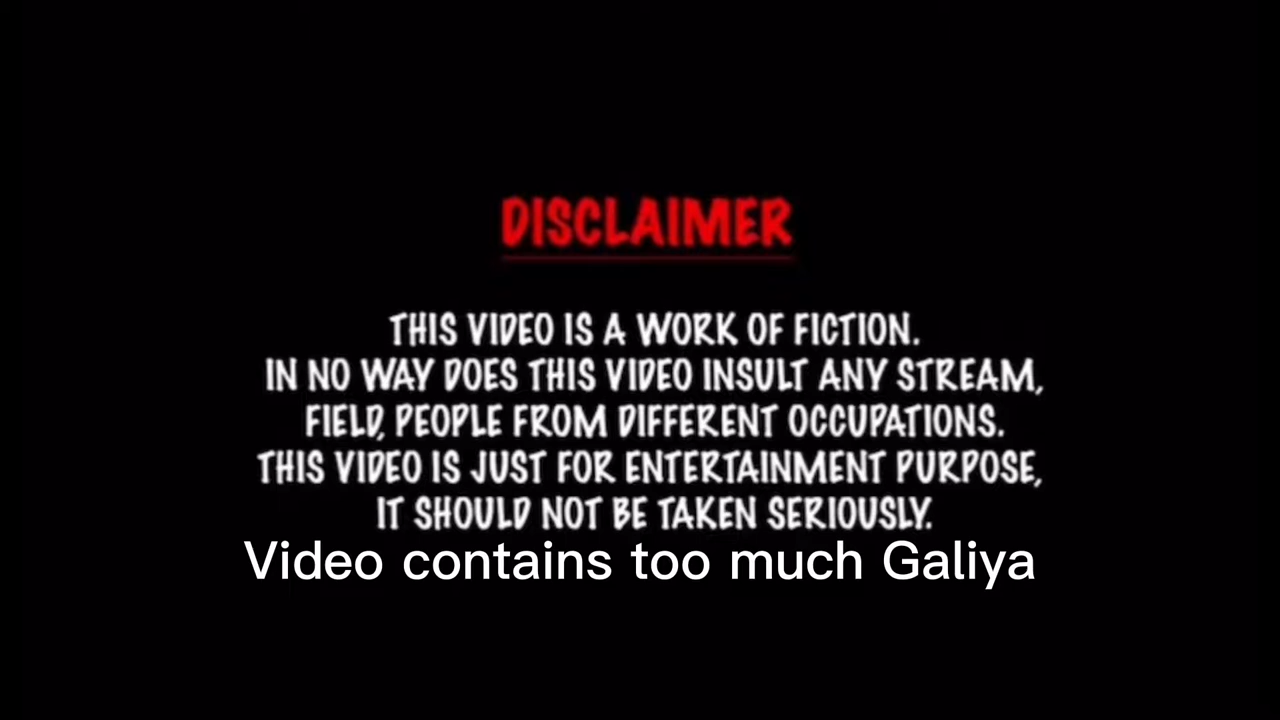 DISCLAIMER
THIS VIDEO IS A WORK OF FICTION.
IN NO WAY DOES THIS VIDEO INSULT ANY STREAM,
FIELD, PEOPLE FROM DIFFERENT OCCUPATIONS.
THIS VIDEO IS JUST FOR ENTERTAINMENT PURPOSE,
IT SHOULD NOT BE TAKEN SERIOUSLY.
Video contains too much Galiya